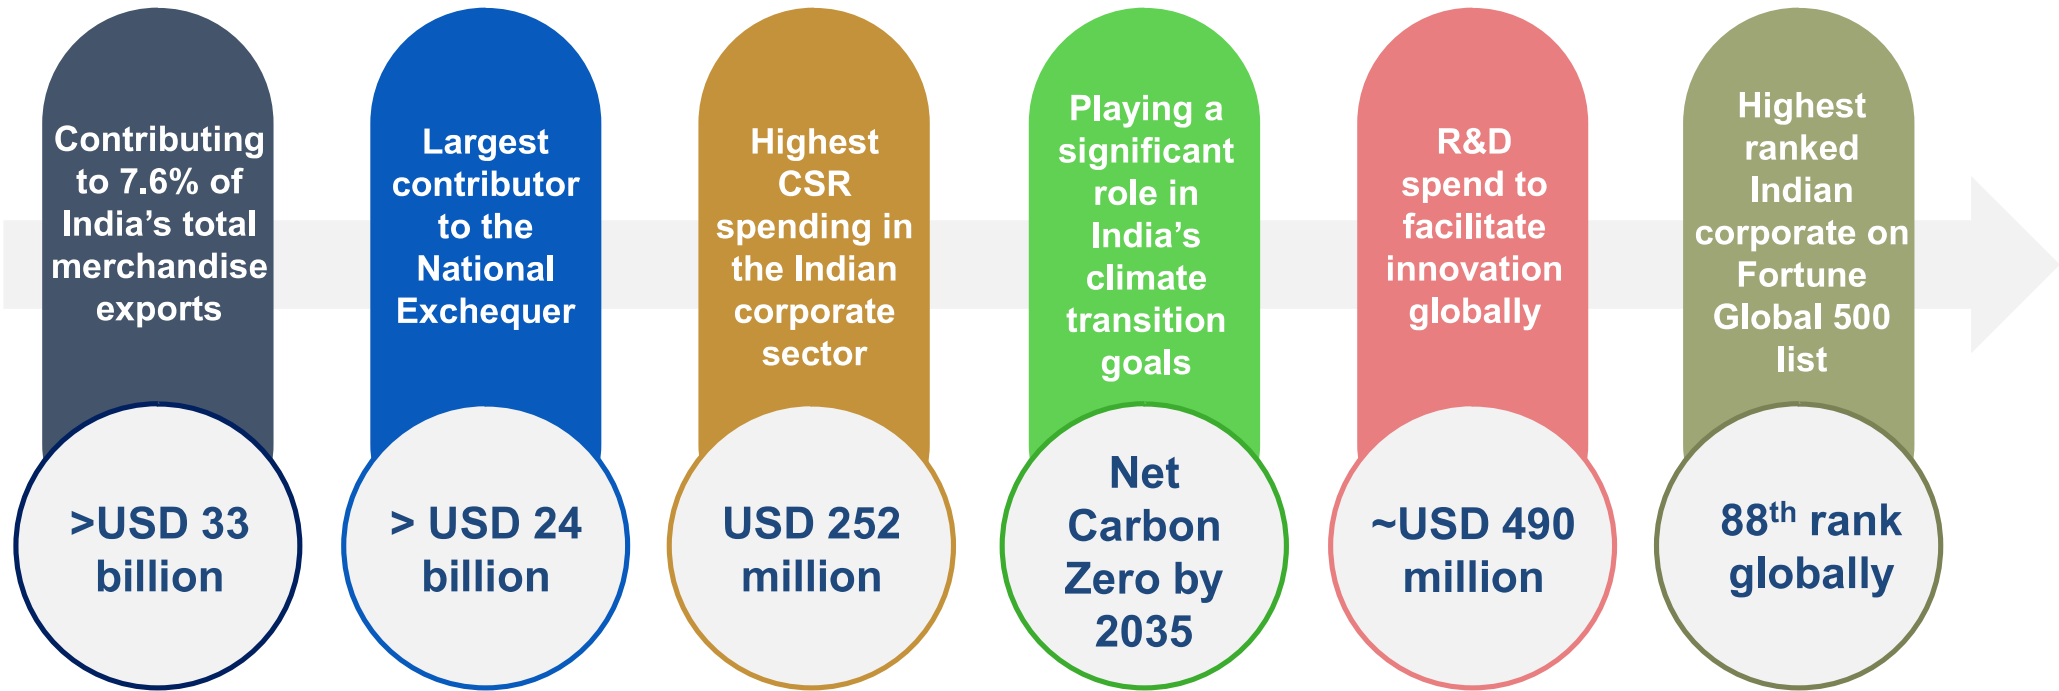 Contributing
to 7.6% of
India’s total
merchandise
exports
>USD 33
billion
Largest
contributor
to the
National
Exchequer
> USD 24
billion
Highest
CSR
spending in
the Indian
corporate
sector
USD 252
million
Playing a
significant
role in
India’s
climate
transition
goals
Net
Carbon
Zero by
2035
R&D
spend to
facilitate
innovation
globally
~USD 490
million
Highest
ranked
Indian
corporate on
Fortune
Global 500
list
88th rank
globally